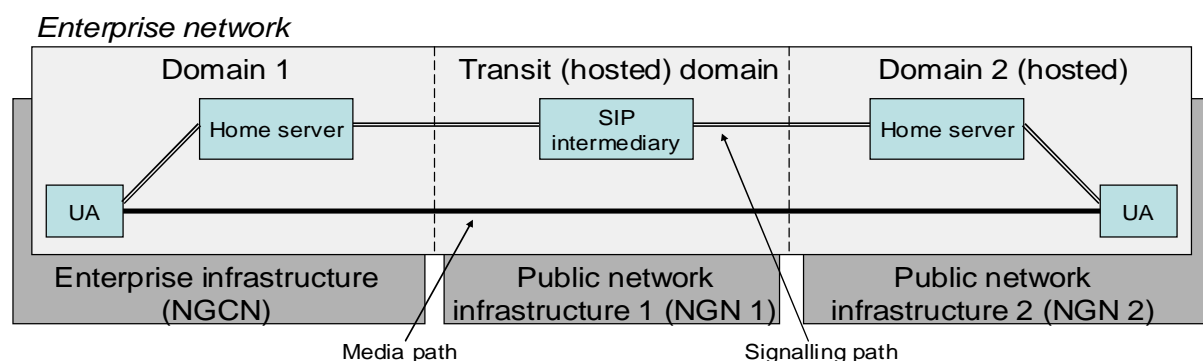 Enterprise network
Domain 1
Transit (hosted) domain
Domain 2 (hosted)
Home server
SIP
intermediary
Home server
UA
UA
Enterprise infrastructure
(NGCN)
Public network
infrastructure 1 (NGN 1)
Public network
infrastructure 2 (NGN 2)
Media path
Signalling path